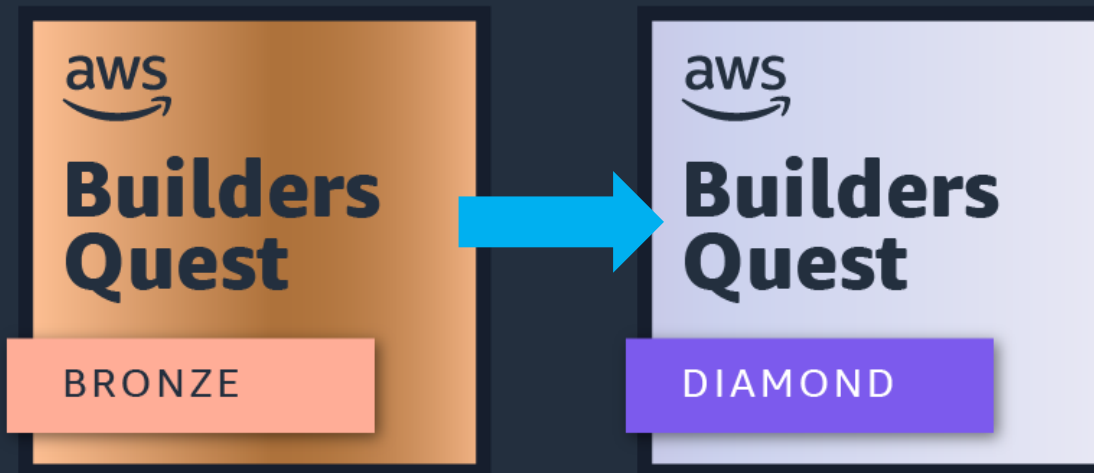 aws
Builders
Quest
BRONZE
aws
Builders
Quest
DIAMOND